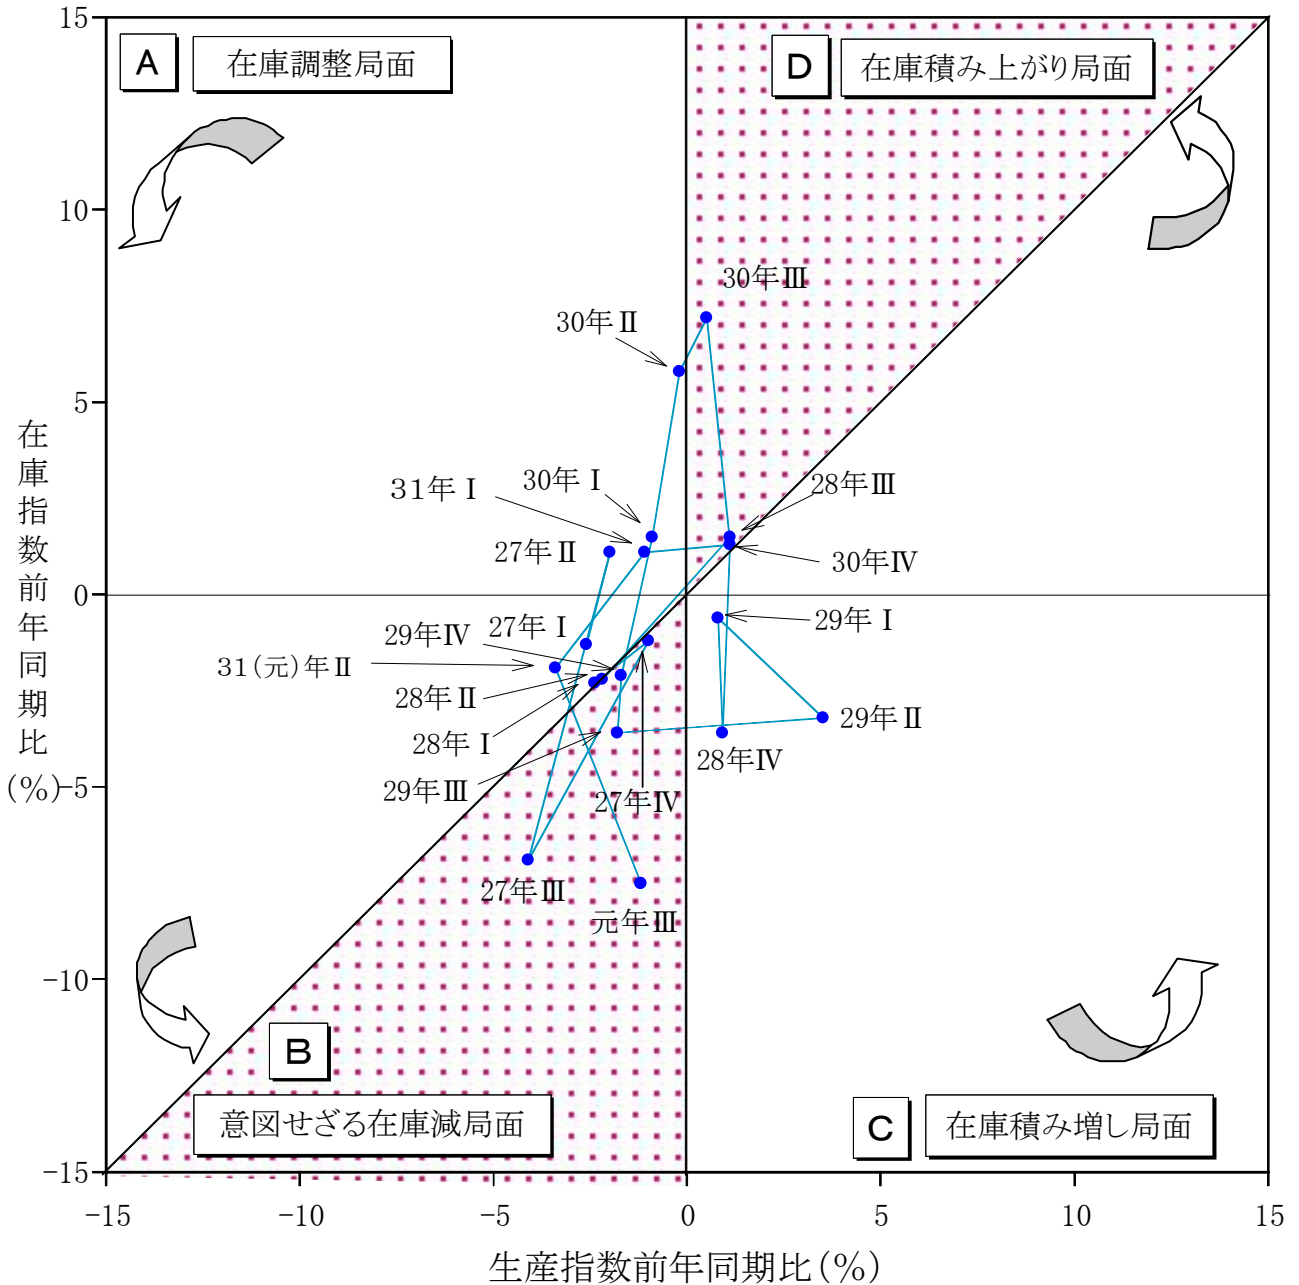 15
A
在庫調整局面
D
在庫積み上がり局面
10
30年Ⅲ
30年Ⅱ
5
在庫指数前年同期比(%)
31年Ⅰ
30年Ⅰ
28年Ⅲ
27年Ⅱ
30年Ⅳ
0
29年Ⅳ
27年Ⅰ
29年Ⅰ
31(元)年Ⅱ
28年Ⅱ
29年Ⅱ
28年Ⅰ
28年Ⅳ
29年Ⅲ
27年Ⅳ
-5
27年Ⅲ
元年Ⅲ
-10
B
意図せざる在庫減局面
C
在庫積み増し局面
-15
-15
-10
-5
0
5
10
15
生産指数前年同期比(%)